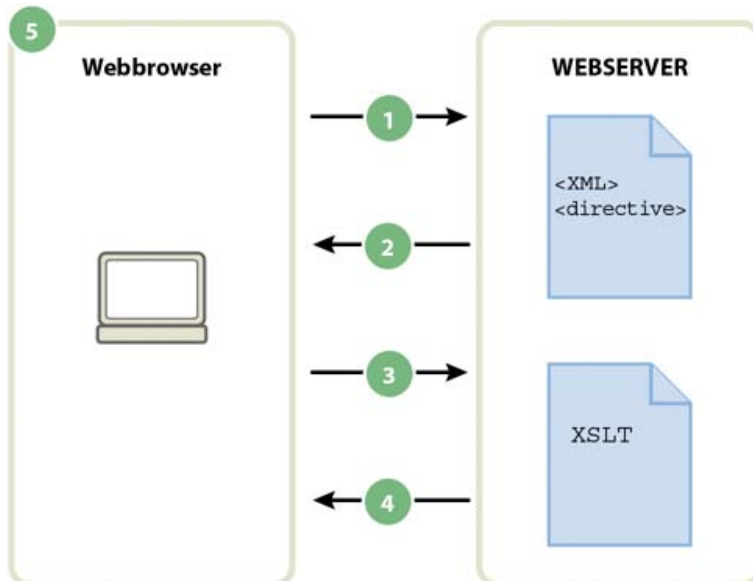 5
Webbrowser
WEBSERVER
1
<XML>
<directive>
2
3
XSLT
4